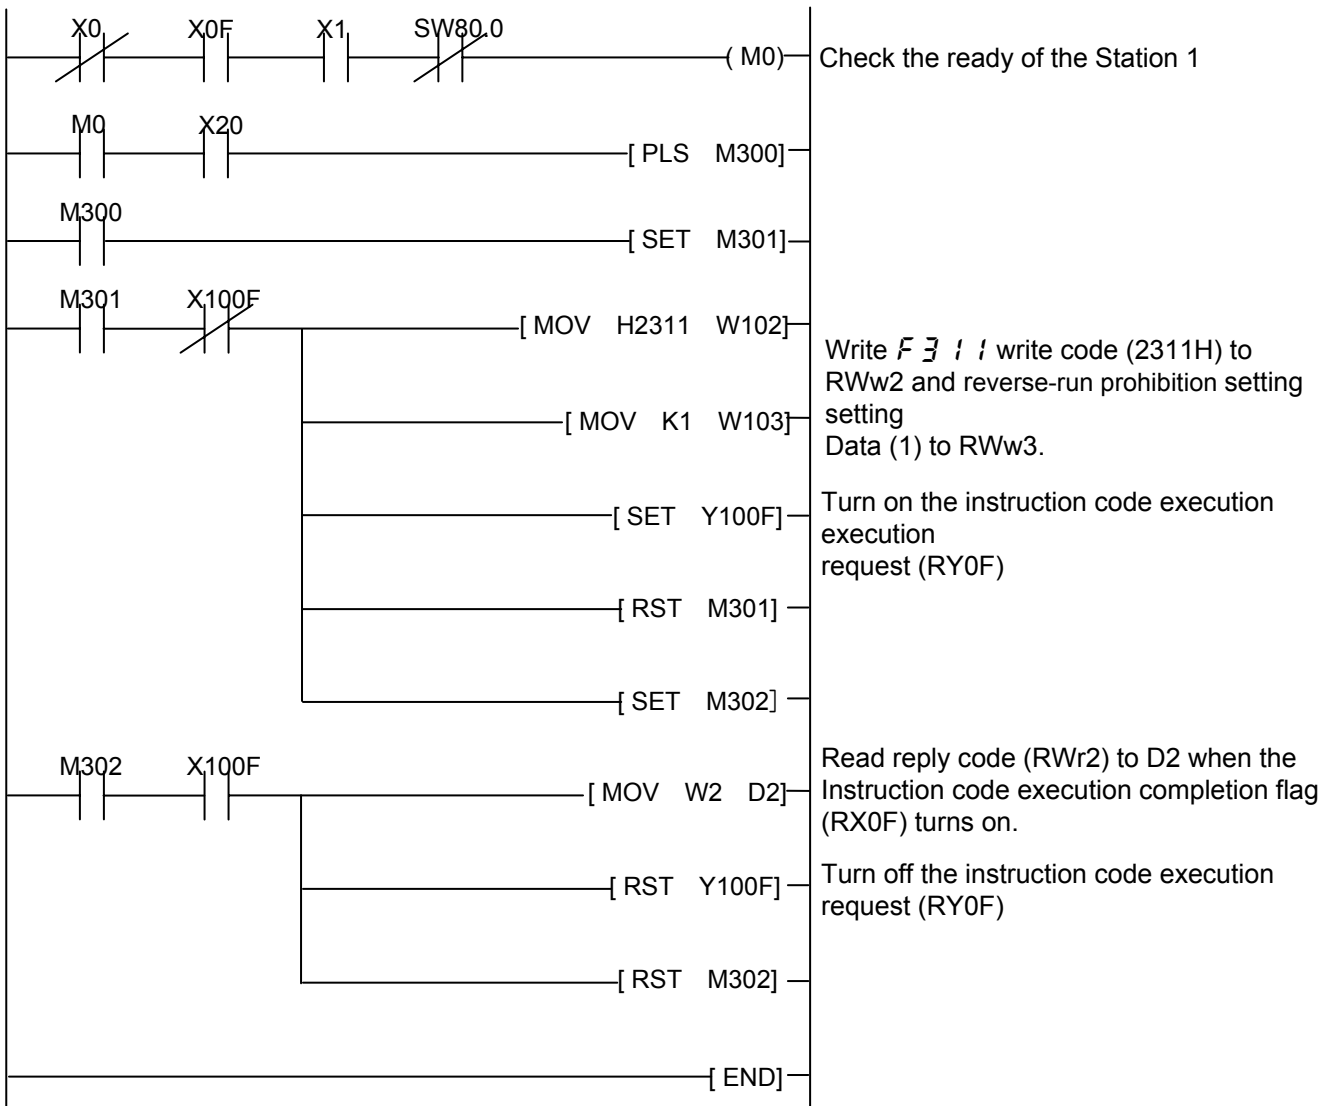 X0 X0F X1 SW80.0
( M0) Check the ready of the Station 1
M0 X20
[ PLS M300]
M300
[ SET M301]
M301 X100F
[ MOV H2311 W102]
Write F311 write code (2311H) to
RWw2 and reverse-run prohibition setting
setting
Data (1) to RWw3.
[ MOV K1 W103]
Turn on the instruction code execution
execution
request (RY0F)
[ SET Y100F]
[ RST M301]
[ SET M302]
M302 X100F
[ MOV W2 D2]
Read reply code (RWr2) to D2 when the
Instruction code execution completion flag
(RX0F) turns on.
[ RST Y100F]
Turn off the instruction code execution
request (RY0F)
[ RST M302]
[ END]